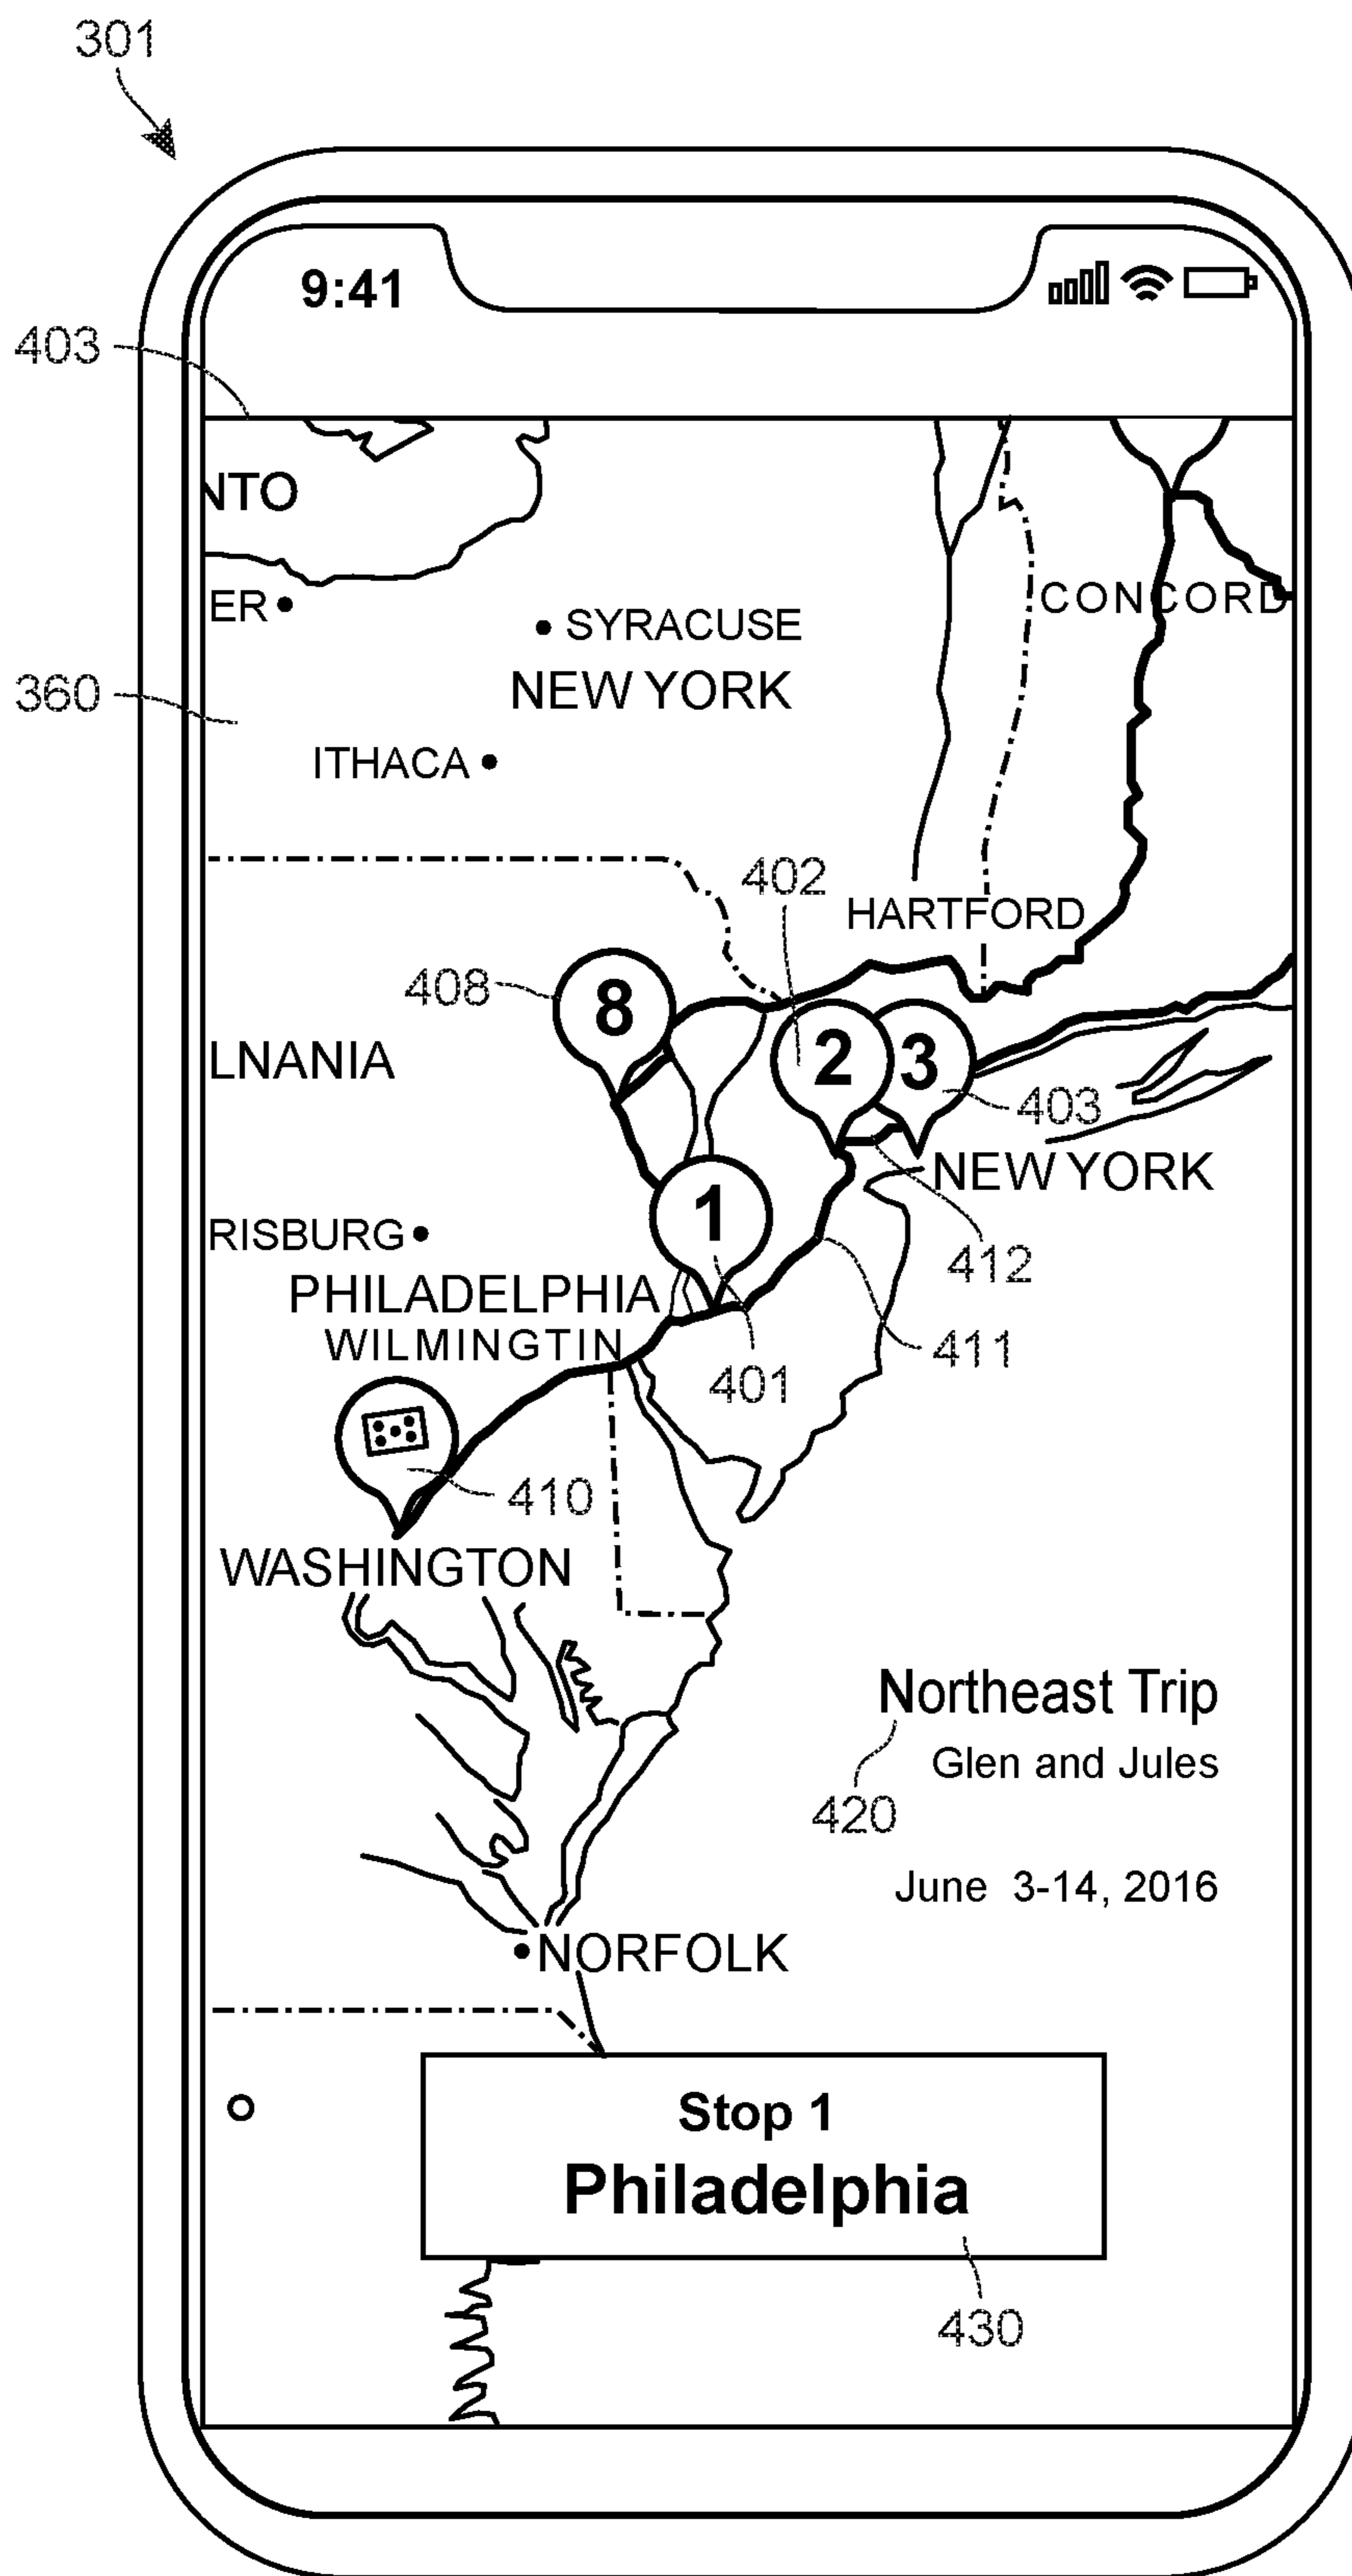 301
9:41
403
NTO
ER
CONCORD
SYRACUSE
NEW YORK
360
ITHACA
402
HARTFORD
408
8
2
3
LNANIA
403
NEW YORK
1
RISBURG
412
PHILADELPHIA
WILMINGTIN
411
401
410
WASHINGTON
Northeast Trip
Glen and Jules
420
June 3-14, 2016
NORFOLK
Stop 1
Philadelphia
430